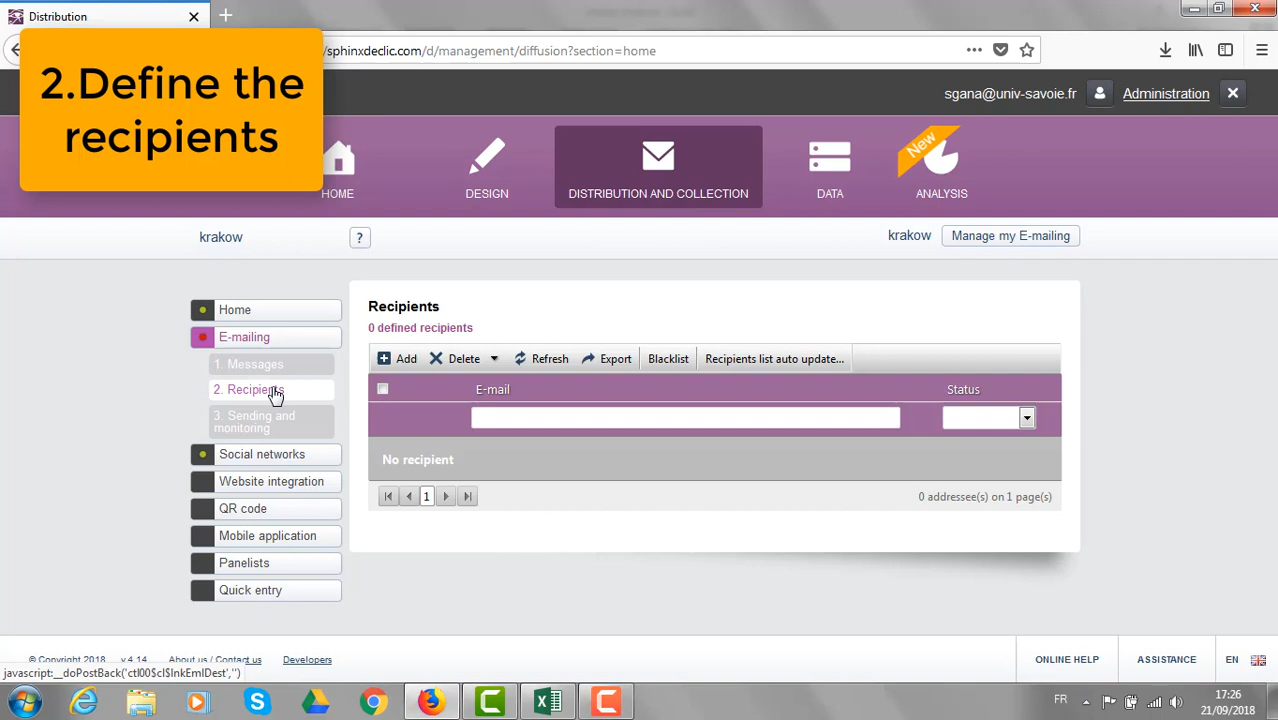 Distribution
2.Define the
recipients
sphinxdeclic.com/d/management/diffusion?section=home
sgana@univ-savoie.fr
Administration
New
HOME
DESIGN
DISTRIBUTION AND COLLECTION
DATA
ANALYSIS
krakow
?
krakow
Manage my E-mailing
Home
E-mailing
1. Messages
2. Recipients
3. Sending and
monitoring
Social networks
Website integration
QR code
Mobile application
Panelists
Quick entry
Recipients
0 defined recipients
Add
Delete
Refresh
Export
Blacklist
Recipients list auto update...
E-mail
Status
No recipient
1
0 addressee(s) on 1 page(s)
© Copyright 2018
v 4.14
About us / Contact us
Developers
ONLINE HELP
ASSISTANCE
EN
javascript:__doPostBack('ctl00$cl$lnkEmlDest','')
FR
17:26
21/09/2018